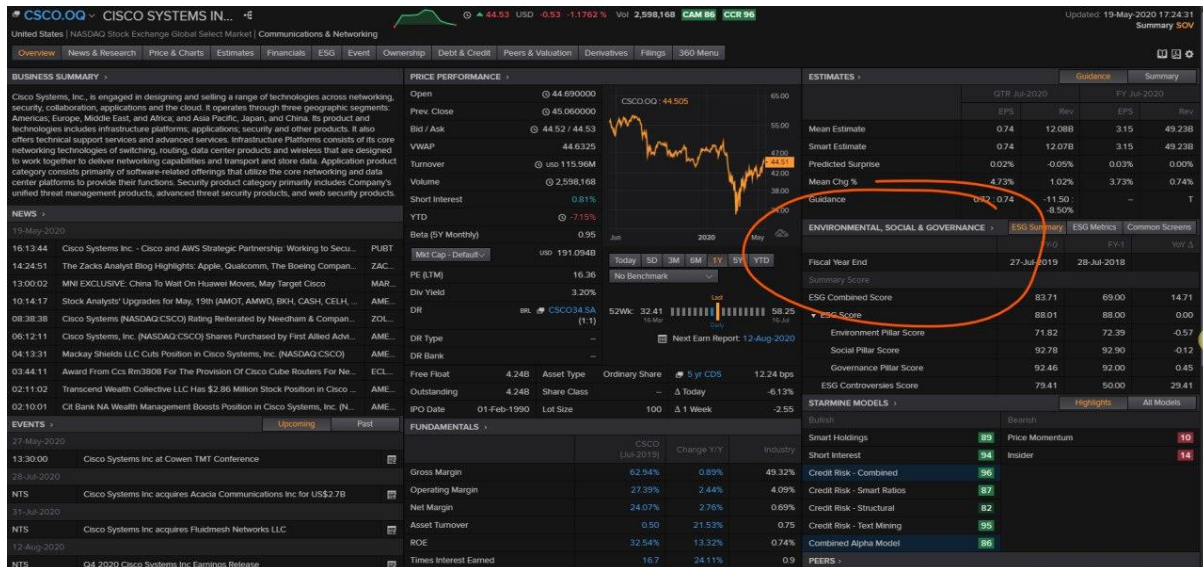 CSCO.OQ CISCO SYSTEMS IN...
44.53 USD -0.53 -1.1762 % Vol 2,598,168 CAM 86 CCR 96
Updated: 19-May-2020 17:24:31
Summary SOV
United States | NASDAQ Stock Exchange Global Select Market | Communications & Networking
Overview News & Research Price & Charts Estimates Financials ESG Event Ownership Debt & Credit Peers & Valuation Derivatives Filings 360 Menu
BUSINESS SUMMARY
Cisco Systems, Inc., is engaged in designing and selling a range of technologies across networking,
security, collaboration, applications and the cloud. It operates through three geographic segments:
Americas; Europe, Middle East, and Africa; and Asia Pacific, Japan, and China. Its product and
technologies includes infrastructure platforms; applications; security and other products. It also
offers technical support services and advanced services. Infrastructure Platforms consists of its core
networking technologies of switching, routing, data center products and wireless that are designed
to work together to deliver networking capabilities and transport and store data. Application product
category consists primarily of software-related offerings that utilize the core networking and data
center platforms to provide their functions. Security product category primarily includes Company's
unified threat management products, advanced threat security products, and web security products.
NEWS
19-May-2020
16:13:44 Cisco Systems Inc. - Cisco and AWS Strategic Partnership: Working to Secu... PUBT
14:24:51 The Zacks Analyst Blog Highlights: Apple, Qualcomm, The Boeing Compan... ZAC...
13:00:02 MNI EXCLUSIVE: China To Wait On Huawei Moves, May Target Cisco MAR...
10:14:17 Stock Analysts' Upgrades for May, 19th (AMOT, AMWD, BKH, CASH, CELH, ... AME...
08:38:38 Cisco Systems (NASDAQ:CSCO) Rating Reiterated by Needham & Compan... ZOL...
06:12:11 Cisco Systems, Inc. (NASDAQ:CSCO) Shares Purchased by First Allied Advi... AME...
04:13:31 Mackay Shields LLC Cuts Position in Cisco Systems, Inc. (NASDAQ:CSCO) AME...
03:44:11 Award From Ccs Rm3808 For The Provision Of Cisco Cube Routers For Ne... ECL...
02:11:02 Transcend Wealth Collective LLC Has $2.86 Million Stock Position in Cisco ... AME...
02:10:01 Cit Bank NA Wealth Management Boosts Position in Cisco Systems, Inc. (N... AME...
EVENTS Upcoming Past
27-May-2020
13:30:00 Cisco Systems Inc at Cowen TMT Conference
28-Jul-2020
NTS Cisco Systems Inc acquires Acacia Communications Inc for US$2.7B
31-Jul-2020
NTS Cisco Systems Inc acquires Fluidmesh Networks LLC
12-Aug-2020
NTS Q4 2020 Cisco Systems Inc Earnings Release
PRICE PERFORMANCE
Open 44.690000
Prev. Close 45.060000
Bid / Ask 44.52 / 44.53
VWAP 44.6325
Turnover USD 115.96M
Volume 2,598,168
Short Interest 0.81%
YTD -7.15%
Beta (5Y Monthly) 0.95
Mkt Cap - Default USD 191.094B
PE (LTM) 16.36
Div Yield 3.20%
DR BRL CSCO34.SA
(1:1)
DR Type –
DR Bank –
CSCO.OQ : 44.505
65.00
55.00
47.00
44.51
42.00
38.00
Jun 2020 May
Today 5D 3M 6M 1Y 5Y YTD
No Benchmark
Last
52Wk: 32.41 58.25
16-Mar Daily 16-Jul
Next Earn Report: 12-Aug-2020
Free Float 4.24B Asset Type Ordinary Share 5 yr CDS 12.24 bps
Outstanding 4.24B Share Class – Δ Today -6.13%
IPO Date 01-Feb-1990 Lot Size 100 Δ 1 Week -2.55
FUNDAMENTALS
CSCO
(Jul-2019) Change Y/Y Industry
Gross Margin 62.94% 0.89% 49.32%
Operating Margin 27.39% 2.44% 4.09%
Net Margin 24.07% 2.76% 0.69%
Asset Turnover 0.50 21.53% 0.75
ROE 32.54% 13.32% 0.74%
Times Interest Earned 16.7 24.11% 0.9
ESTIMATES Guidance Summary
QTR Jul-2020 FY Jul-2020
EPS Rev EPS Rev
Mean Estimate 0.74 12.08B 3.15 49.23B
Smart Estimate 0.74 12.07B 3.15 49.23B
Predicted Surprise 0.02% -0.05% 0.03% 0.00%
Mean Chg % 4.73% 1.02% 3.73% 0.74%
Guidance 0.72 : 0.74 -11.50 : – T
-8.50%
ENVIRONMENTAL, SOCIAL & GOVERNANCE ESG Summary ESG Metrics Common Screens
FY-0 FY-1 YoY Δ
Fiscal Year End 27-Jul-2019 28-Jul-2018
Summary Score
ESG Combined Score 83.71 69.00 14.71
ESG Score 88.01 88.00 0.00
Environment Pillar Score 71.82 72.39 -0.57
Social Pillar Score 92.78 92.90 -0.12
Governance Pillar Score 92.46 92.00 0.45
ESG Controversies Score 79.41 50.00 29.41
STARMINE MODELS Highlights All Models
Bullish Bearish
Smart Holdings 89 Price Momentum 10
Short Interest 94 Insider 14
Credit Risk - Combined 96
Credit Risk - Smart Ratios 87
Credit Risk - Structural 82
Credit Risk - Text Mining 95
Combined Alpha Model 86
PEERS